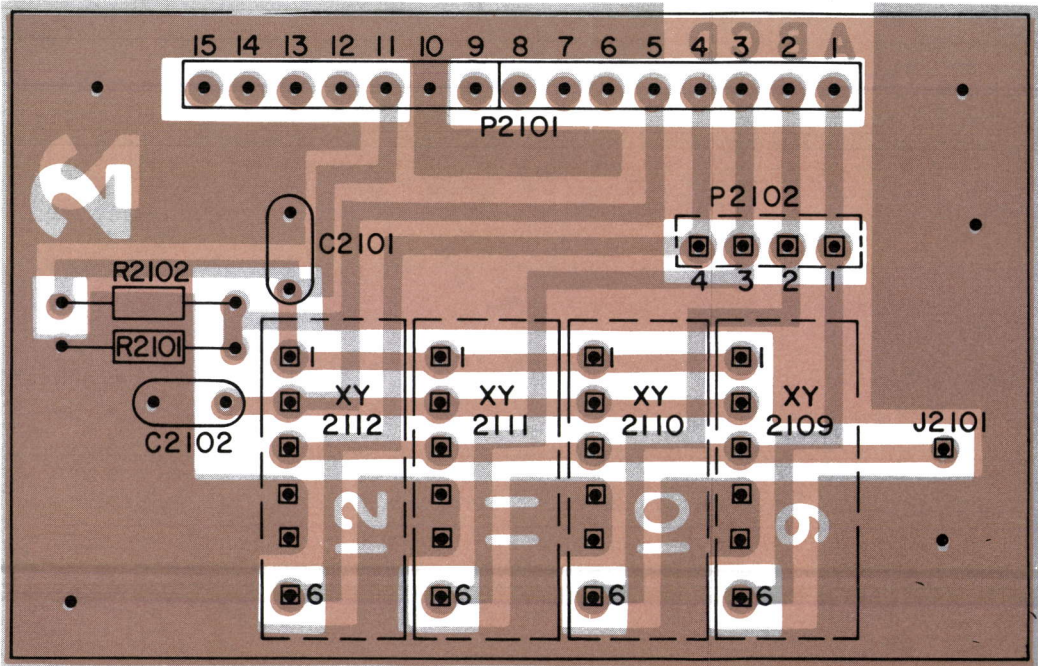 A B C D
15 14 13 12 11 10 9 8 7 6 5 4 3 2 1
P2101
2
P2102
C2101
4 3 2 1
R2102
R2101
1 1 1 1
XY 2112
XY 2111
XY 2110
XY 2109
C2102
J2101
12 11 10 9
6 6 6 6